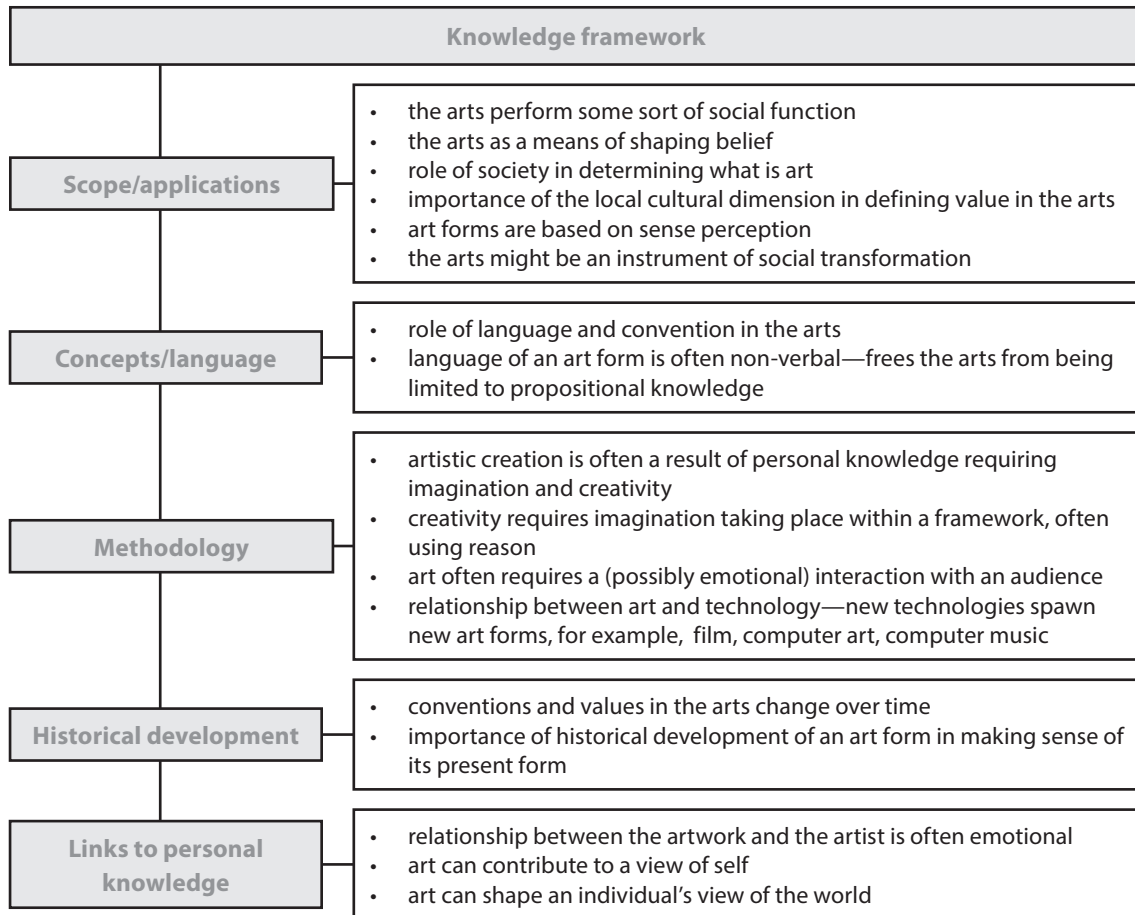 Knowledge framework
Scope/applications
• the arts perform some sort of social function
• the arts as a means of shaping belief
• role of society in determining what is art
• importance of the local cultural dimension in defining value in the arts
• art forms are based on sense perception
• the arts might be an instrument of social transformation
Concepts/language
• role of language and convention in the arts
• language of an art form is often non-verbal—frees the arts from being
limited to propositional knowledge
Methodology
• artistic creation is often a result of personal knowledge requiring
imagination and creativity
• creativity requires imagination taking place within a framework, often
using reason
• art often requires a (possibly emotional) interaction with an audience
• relationship between art and technology—new technologies spawn
new art forms, for example, film, computer art, computer music
Historical development
• conventions and values in the arts change over time
• importance of historical development of an art form in making sense of
its present form
Links to personal
knowledge
• relationship between the artwork and the artist is often emotional
• art can contribute to a view of self
• art can shape an individual's view of the world